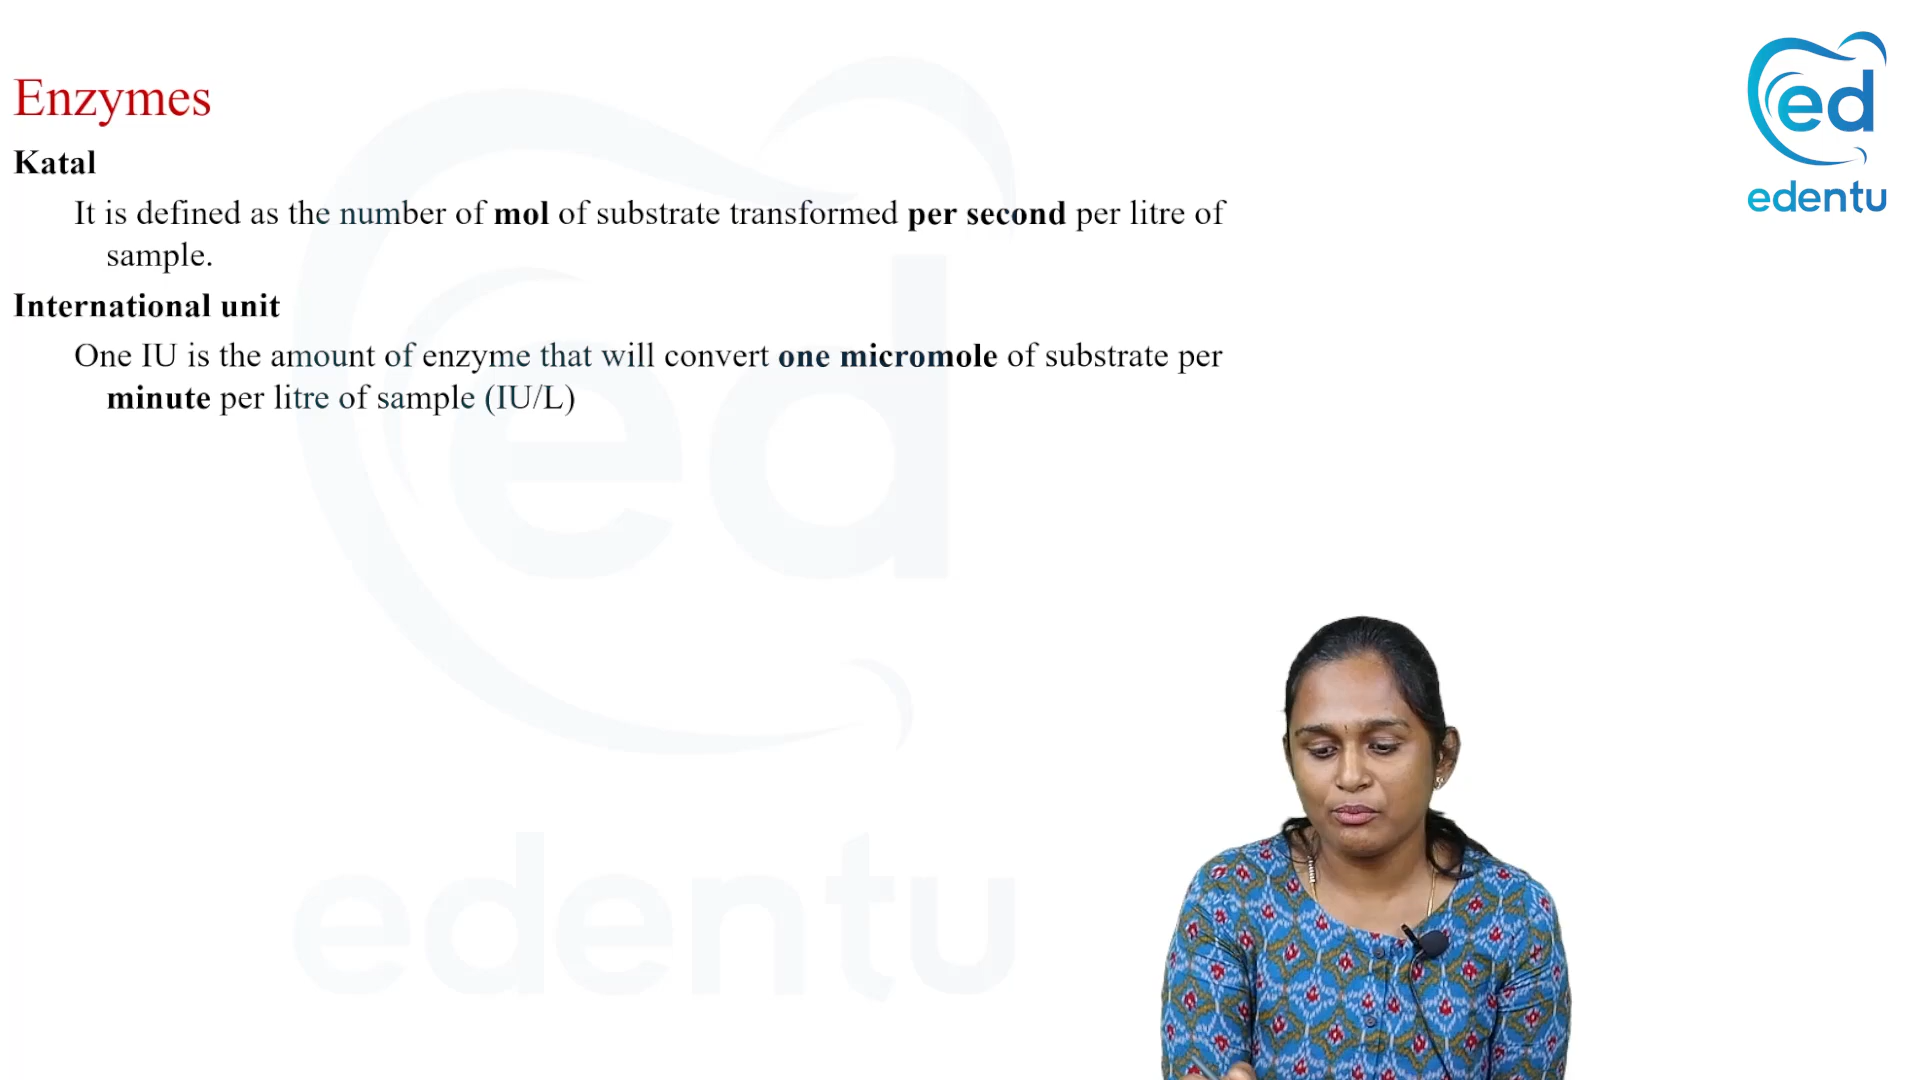 Enzymes
Katal
It is defined as the number of mol of substrate transformed per second per litre of
sample.
International unit
One IU is the amount of enzyme that will convert one micromole of substrate per
minute per litre of sample (IU/L)
ed
edentu
ed
edentu